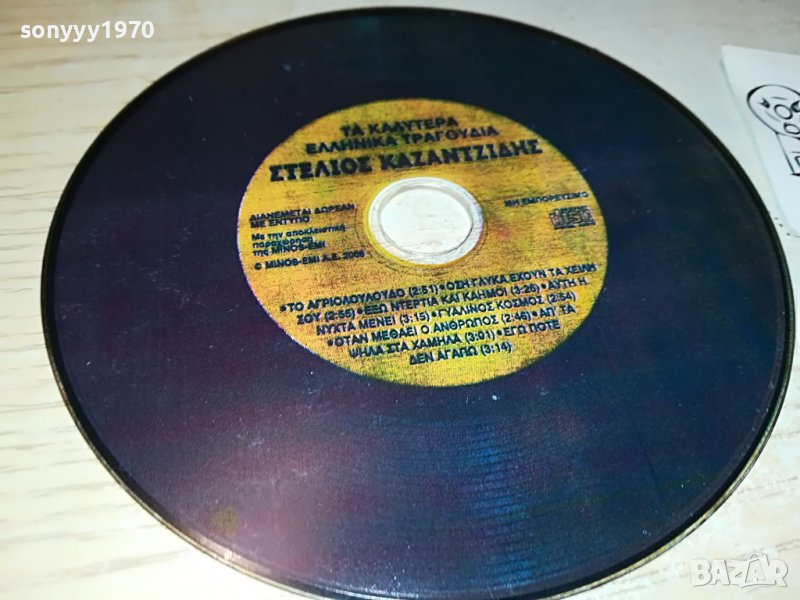 sonyyy1970
ΤΑ ΚΑΛΥΤΕΡΑ
ΕΛΛΗΝΙΚΑ ΤΡΑΓΟΥΔΙΑ
ΣΤΕΛΙΟΣ ΚΑΖΑΝΤΖΙΔΗΣ
ΔΙΑΝΕΜΕΤΑΙ ΔΩΡΕΑΝ
ΜΕ ΕΝΤΥΠΟ
ΜΗ ΕΜΠΟΡΕΥΣΙΜΟ
Με την αποκλειστική
παραχώρηση
της MINOS-EMI
© MINOS-EMI A.E. 2006
•ΤΟ ΑΓΡΙΟΛΟΥΛΟΥΔΟ (2:51)•ΟΣΗ ΓΛΥΚΑ ΕΧΟΥΝ ΤΑ ΧΕΙΛΗ
ΣΟΥ (2:55)•ΕΞΩ ΝΤΕΡΤΙΑ ΚΑΙ ΚΑΗΜΟΙ (3:26)•ΑΥΤΗ Η
ΝΥΧΤΑ ΜΕΝΕΙ (3:15)•ΓΥΑΛΙΝΟΣ ΚΟΣΜΟΣ (2:54)
•ΟΤΑΝ ΜΕΘΑΕΙ Ο ΑΝΘΡΩΠΟΣ (2:46)•ΑΠ' ΤΑ
ΨΗΛΑ ΣΤΑ ΧΑΜΗΛΑ (3:01)•ΕΓΩ ΠΟΤΕ
ΔΕΝ ΑΓΑΠΩ (3:14)
BAZAR